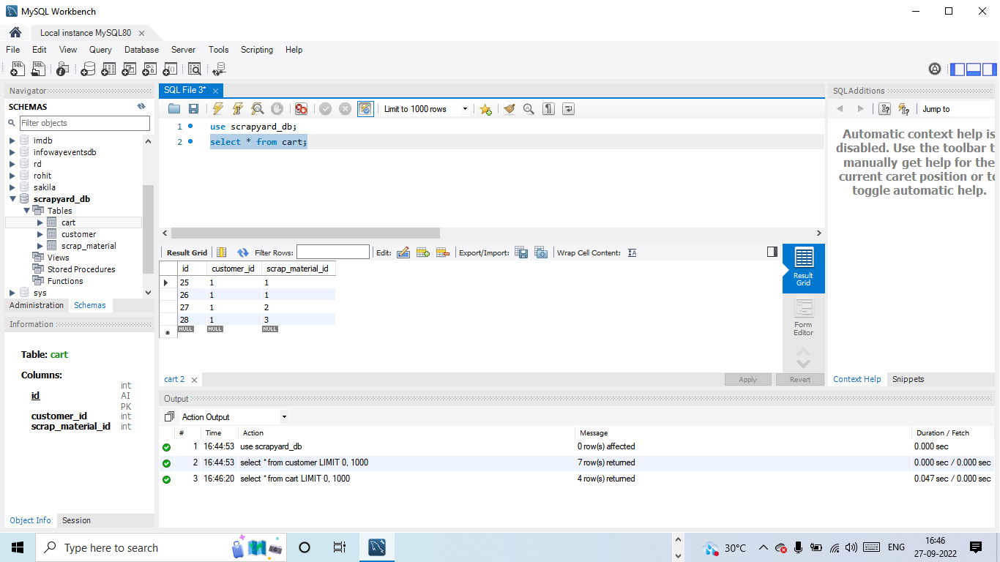 MySQL Workbench
Local instance MySQL80
File Edit View Query Database Server Tools Scripting Help
Navigator
SCHEMAS
Filter objects
imdb
infowayeventsdb
rd
rohit
sakila
scrapyard_db
Tables
cart
customer
scrap_material
Views
Stored Procedures
Functions
sys
Administration Schemas
Information
Table: cart
Columns:
id int AI PK
customer_id int
scrap_material_id int
Object Info Session
SQL File 3*
Limit to 1000 rows
1 use scrapyard_db;
2 select * from cart;
Result Grid Filter Rows: Edit: Export/Import: Wrap Cell Content: IA
id customer_id scrap_material_id
25 1 1
26 1 1
27 1 2
28 1 3
NULL NULL NULL
Result Grid
Form Editor
cart 2 Apply Revert
Output
Action Output
# Time Action Message Duration / Fetch
1 16:44:53 use scrapyard_db 0 row(s) affected 0.000 sec
2 16:44:53 select * from customer LIMIT 0, 1000 7 row(s) returned 0.000 sec / 0.000 sec
3 16:46:20 select * from cart LIMIT 0, 1000 4 row(s) returned 0.047 sec / 0.000 sec
SQLAdditions
Jump to
Automatic context help is
disabled. Use the toolbar t
manually get help for the
current caret position or to
toggle automatic help.
Context Help Snippets
Type here to search
30°C ENG 16:46
27-09-2022